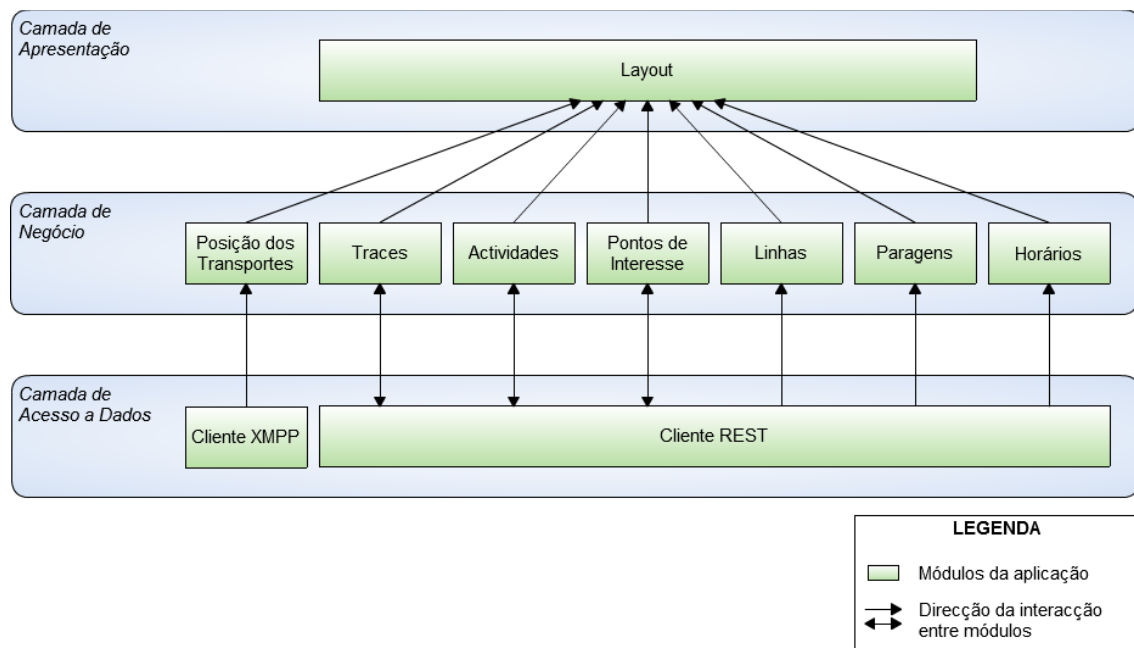 Camada de
Apresentação
Layout
Camada de
Negócio
Posição dos
Transportes
Traces
Actividades
Pontos de
Interesse
Linhas
Paragens
Horários
Camada de
Acesso a Dados
Cliente XMPP
Cliente REST
LEGENDA
Módulos da aplicação
Direcção da interacção
entre módulos